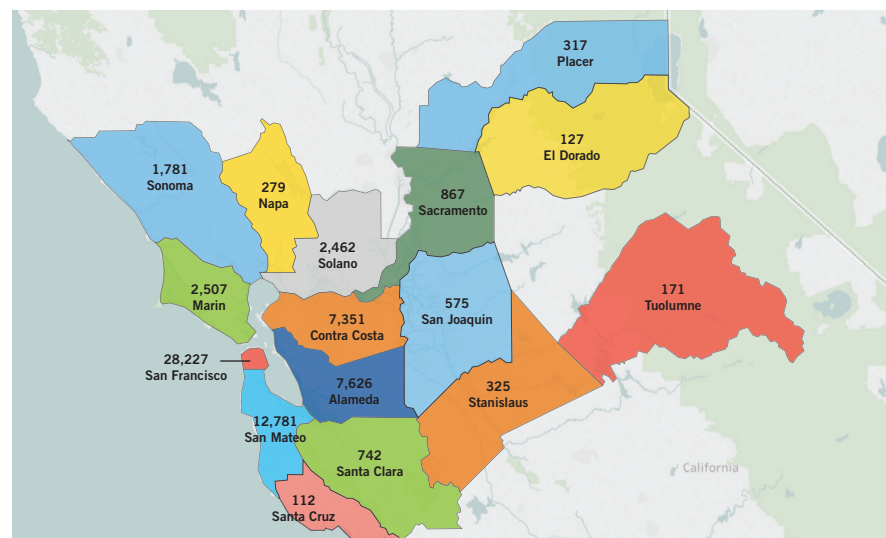 317
Placer
127
El Dorado
1,781
Sonoma
279
Napa
867
Sacramento
2,462
Solano
2,507
Marin
171
Tuolumne
7,351
Contra Costa
575
San Joaquin
28,227
San Francisco
7,626
Alameda
325
Stanislaus
12,781
San Mateo
742
Santa Clara
California
112
Santa Cruz